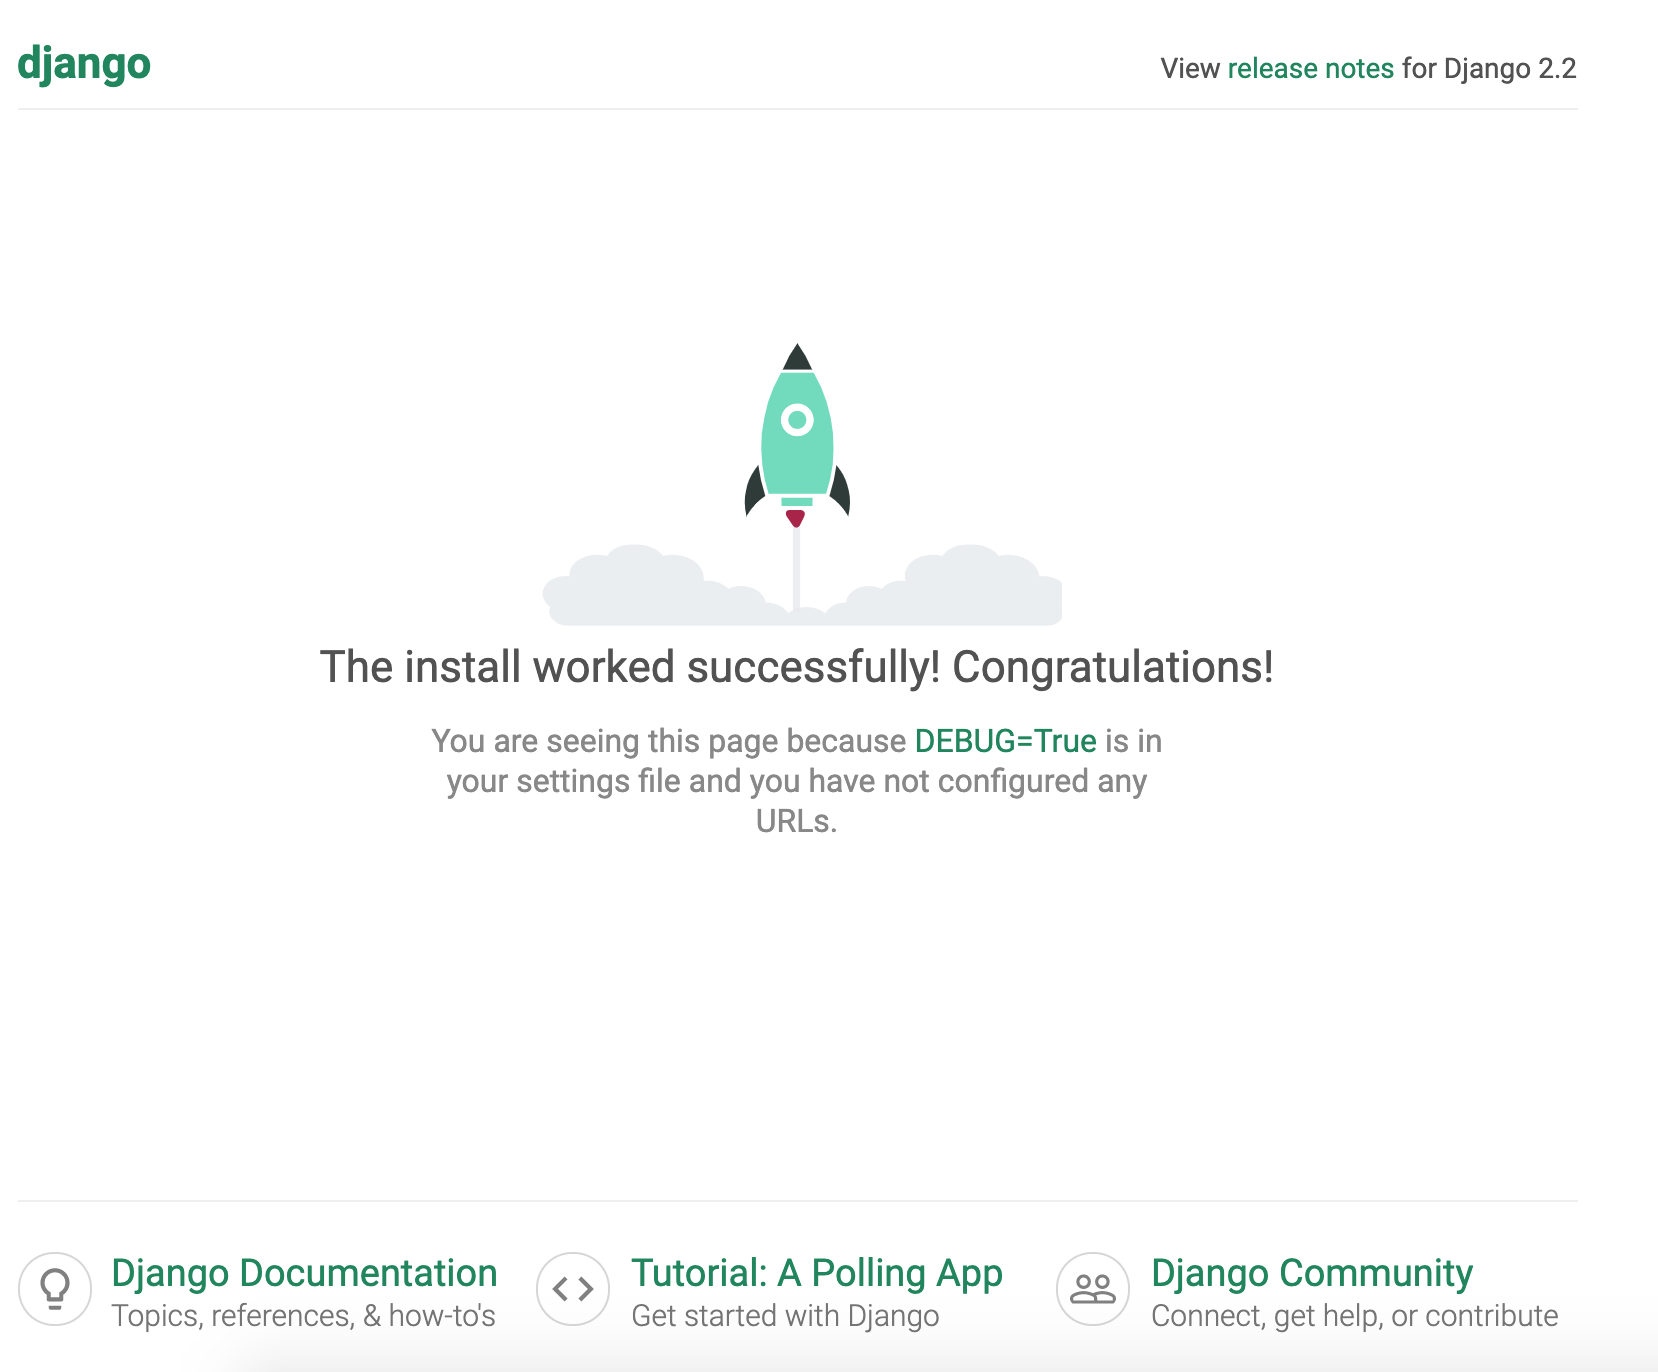 django
View release notes for Django 2.2
The install worked successfully! Congratulations!
You are seeing this page because DEBUG=True is in
your settings file and you have not configured any
URLs.
Django Documentation
Topics, references, & how-to's
Tutorial: A Polling App
Get started with Django
Django Community
Connect, get help, or contribute